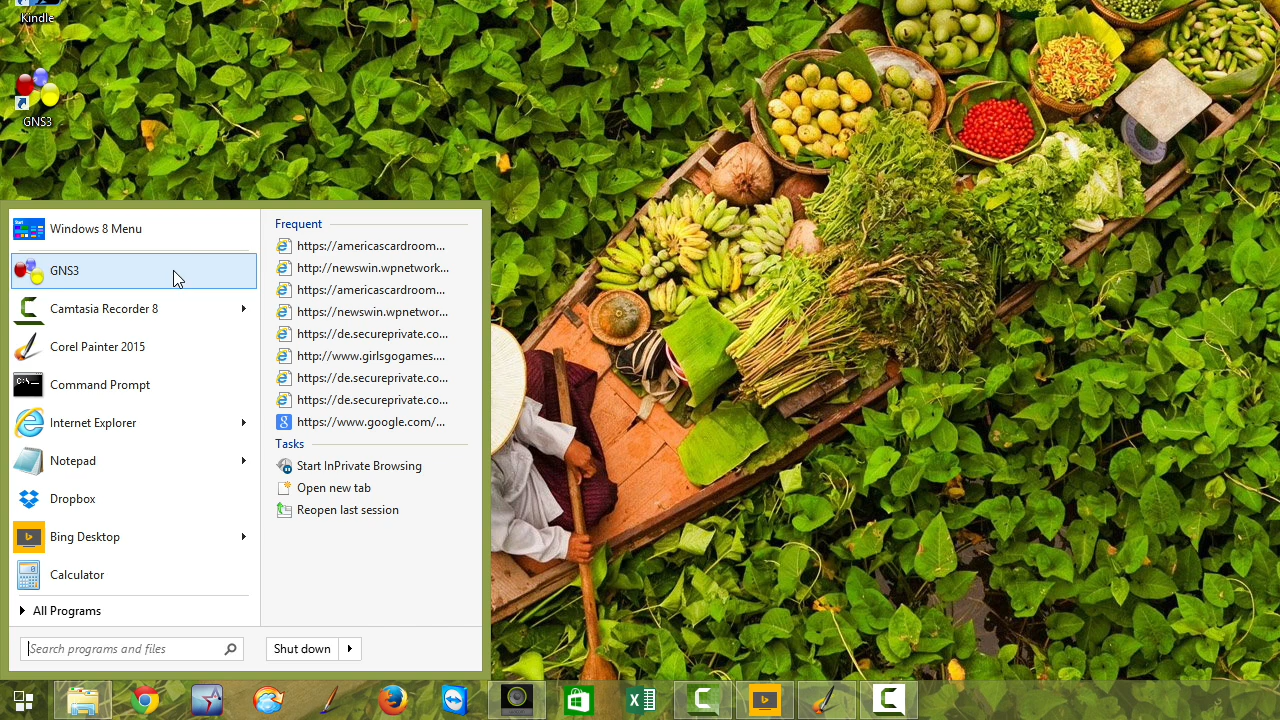 Kindle
GNS3
Windows 8 Menu
GNS3
Camtasia Recorder 8
Corel Painter 2015
Command Prompt
Internet Explorer
Notepad
Dropbox
Bing Desktop
Calculator
All Programs
Search programs and files
Shut down
Frequent
https://americascardroom...
http://newswin.wpnetwork...
https://americascardroom...
https://newswin.wpnetwor...
https://de.secureprivate.co...
http://www.girlsgogames....
https://de.secureprivate.co...
https://de.secureprivate.co...
https://www.google.com/...
Tasks
Start InPrivate Browsing
Open new tab
Reopen last session